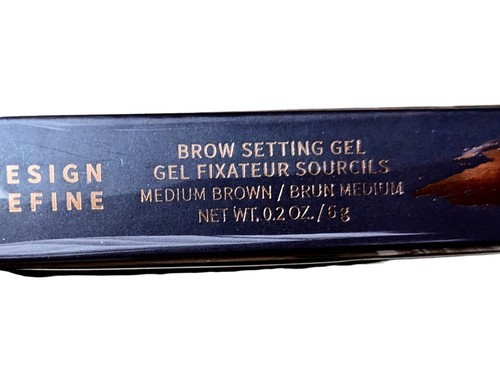 ESIGN
EFINE
BROW SETTING GEL
GEL FIXATEUR SOURCILS
MEDIUM BROWN / BRUN MEDIUM
NET WT. 0.2 OZ. / 6 g